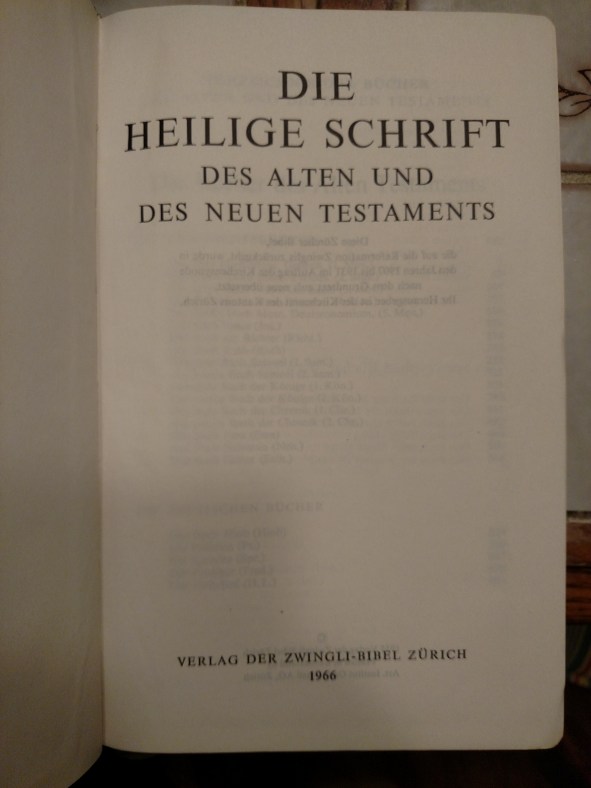 DIE
HEILIGE SCHRIFT
DES ALTEN UND
DES NEUEN TESTAMENTS
VERLAG DER ZWINGLI-BIBEL ZÜRICH
1966